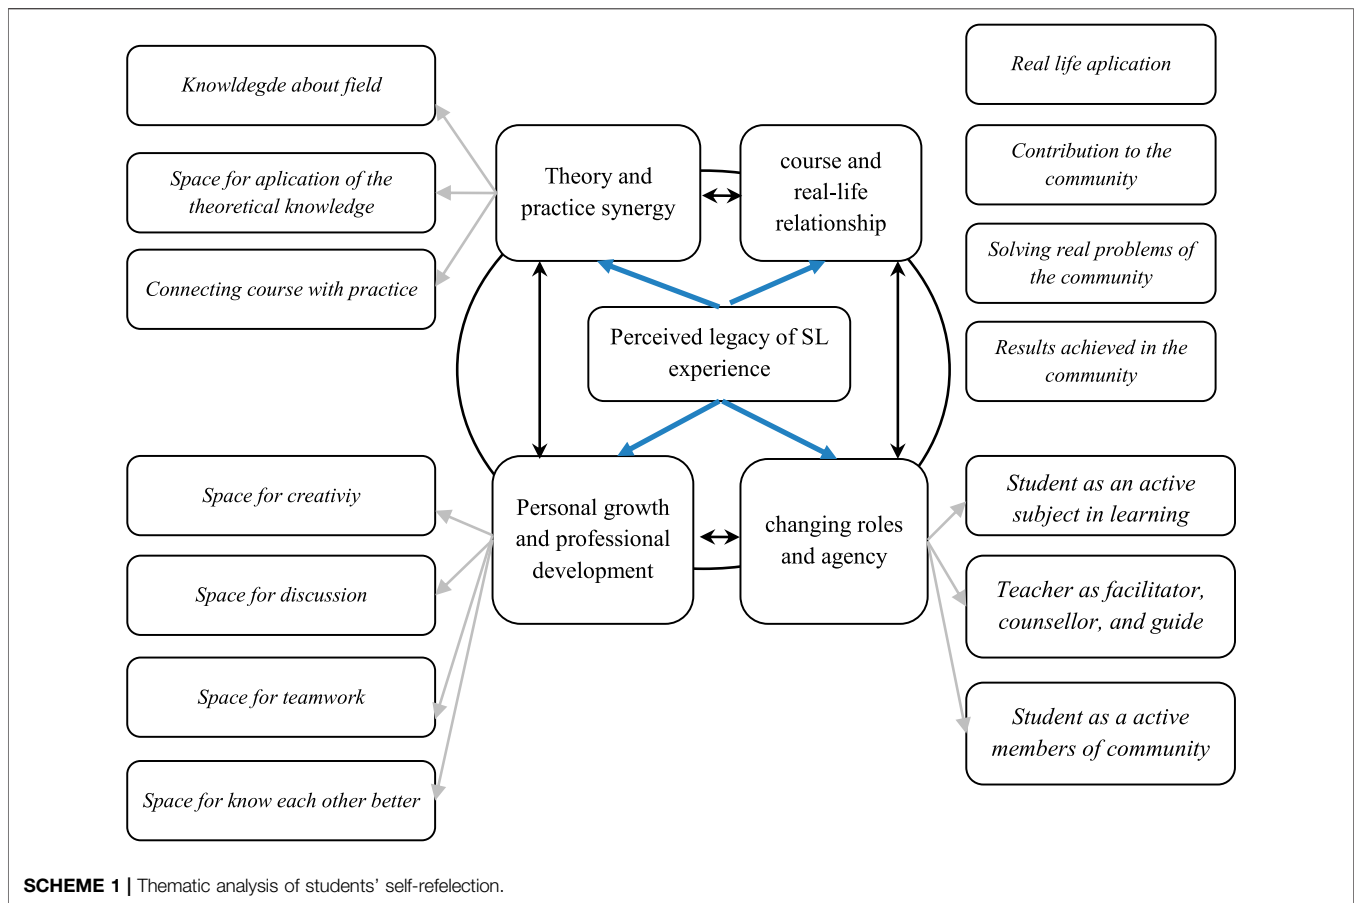 Knowldegde about field
Space for aplication of the
theoretical knowledge
Connecting course with practice
Theory and
practice synergy
course and
real-life
relationship
Real life aplication
Contribution to the
community
Solving real problems of
the community
Results achieved in the
community
Perceived legacy of SL
experience
Space for creativiy
Space for discussion
Space for teamwork
Space for know each other better
Personal growth
and professional
development
changing roles
and agency
Student as an active
subject in learning
Teacher as facilitator,
counsellor, and guide
Student as a active
members of community
SCHEME 1 | Thematic analysis of students’ self-refelection.